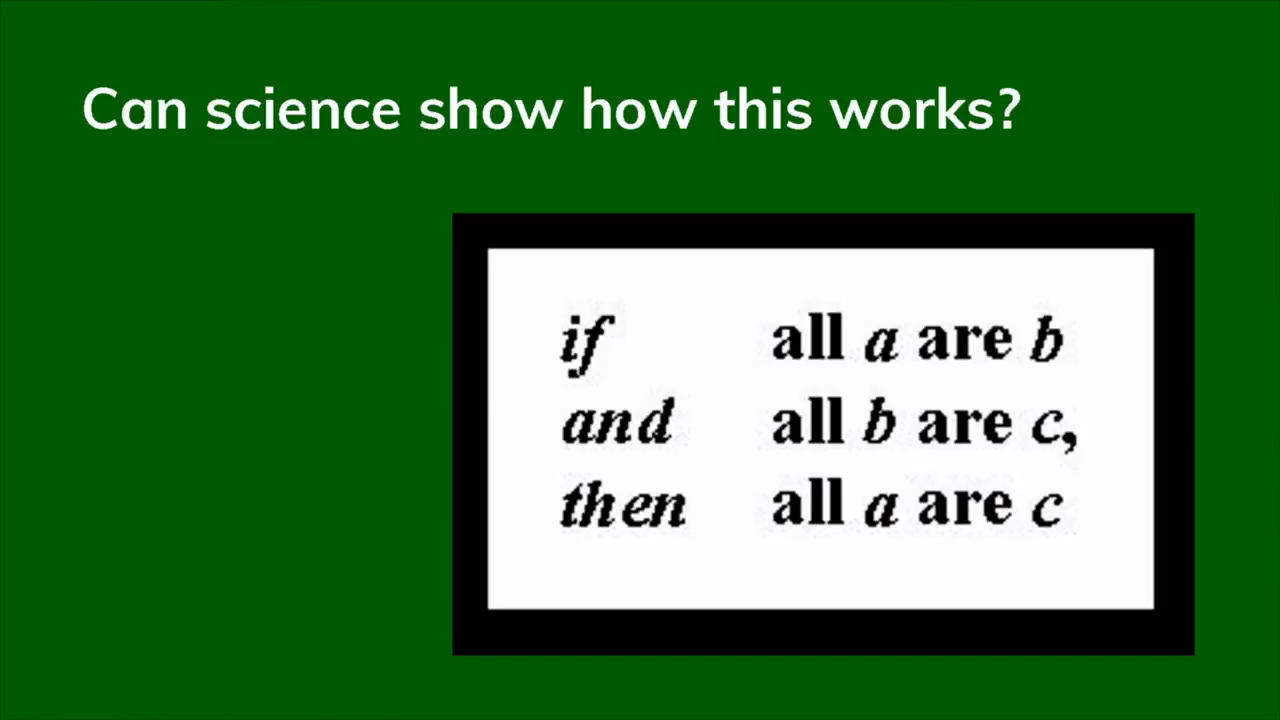 Can science show how this works?
if all a are b
and all b are c,
then all a are c